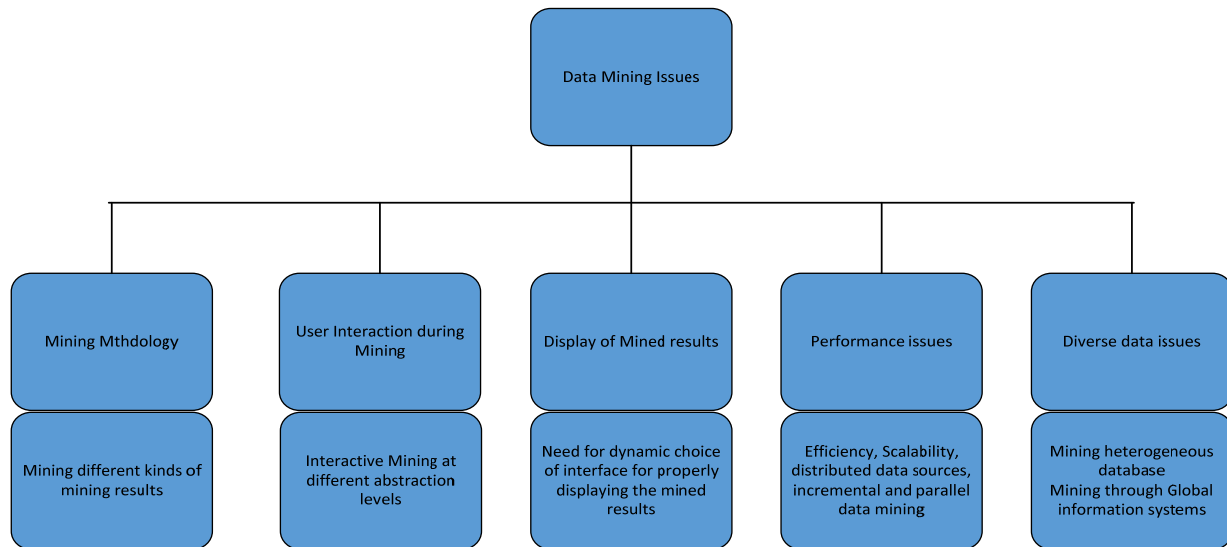 Data Mining Issues
Mining Mthdology
User Interaction during
Mining
Display of Mined results
Performance issues
Diverse data issues
Mining different kinds of
mining results
Interactive Mining at
different abstraction
levels
Need for dynamic choice
of interface for properly
displaying the mined
results
Efficiency, Scalability,
distributed data sources,
incremental and parallel
data mining
Mining heterogeneous
database
Mining through Global
information systems